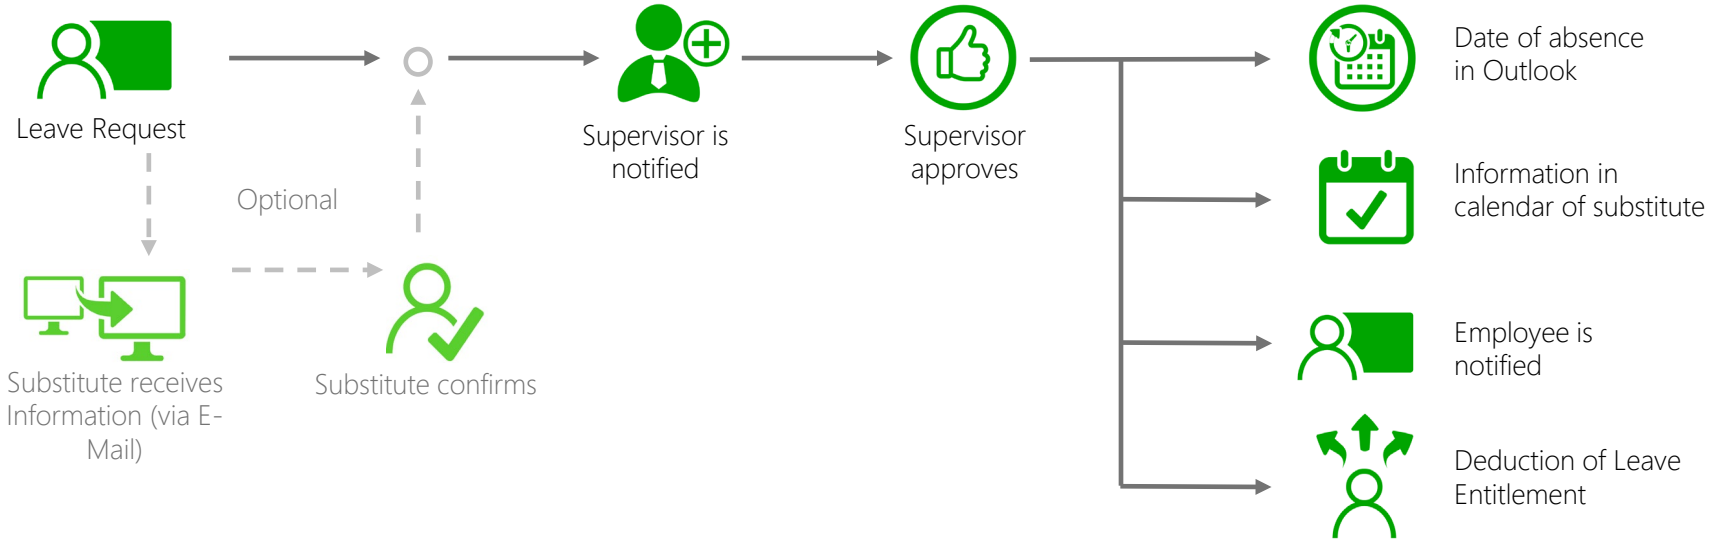 Leave Request
Optional
Substitute receives
Information (via E-
Mail)
Substitute confirms
Supervisor is
notified
Supervisor
approves
Date of absence
in Outlook
Information in
calendar of substitute
Employee is
notified
Deduction of Leave
Entitlement